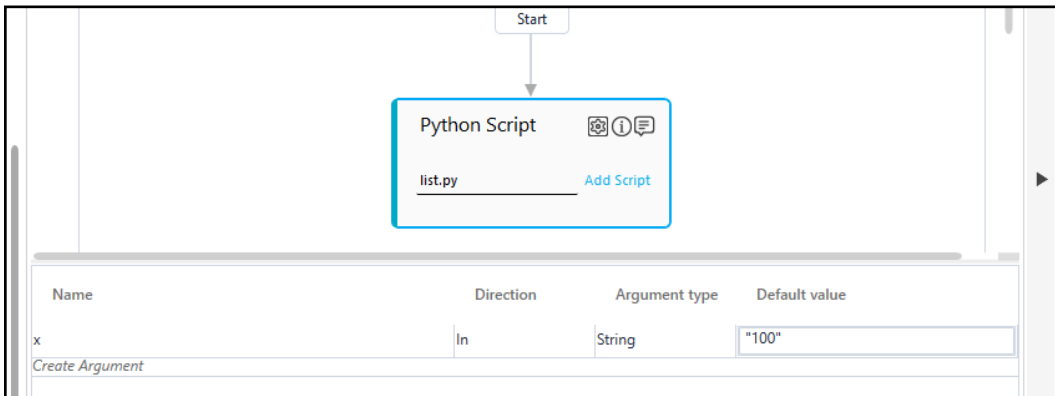 Start
Python Script
list.py Add Script
Name Direction Argument type Default value
x In String "100"
Create Argument